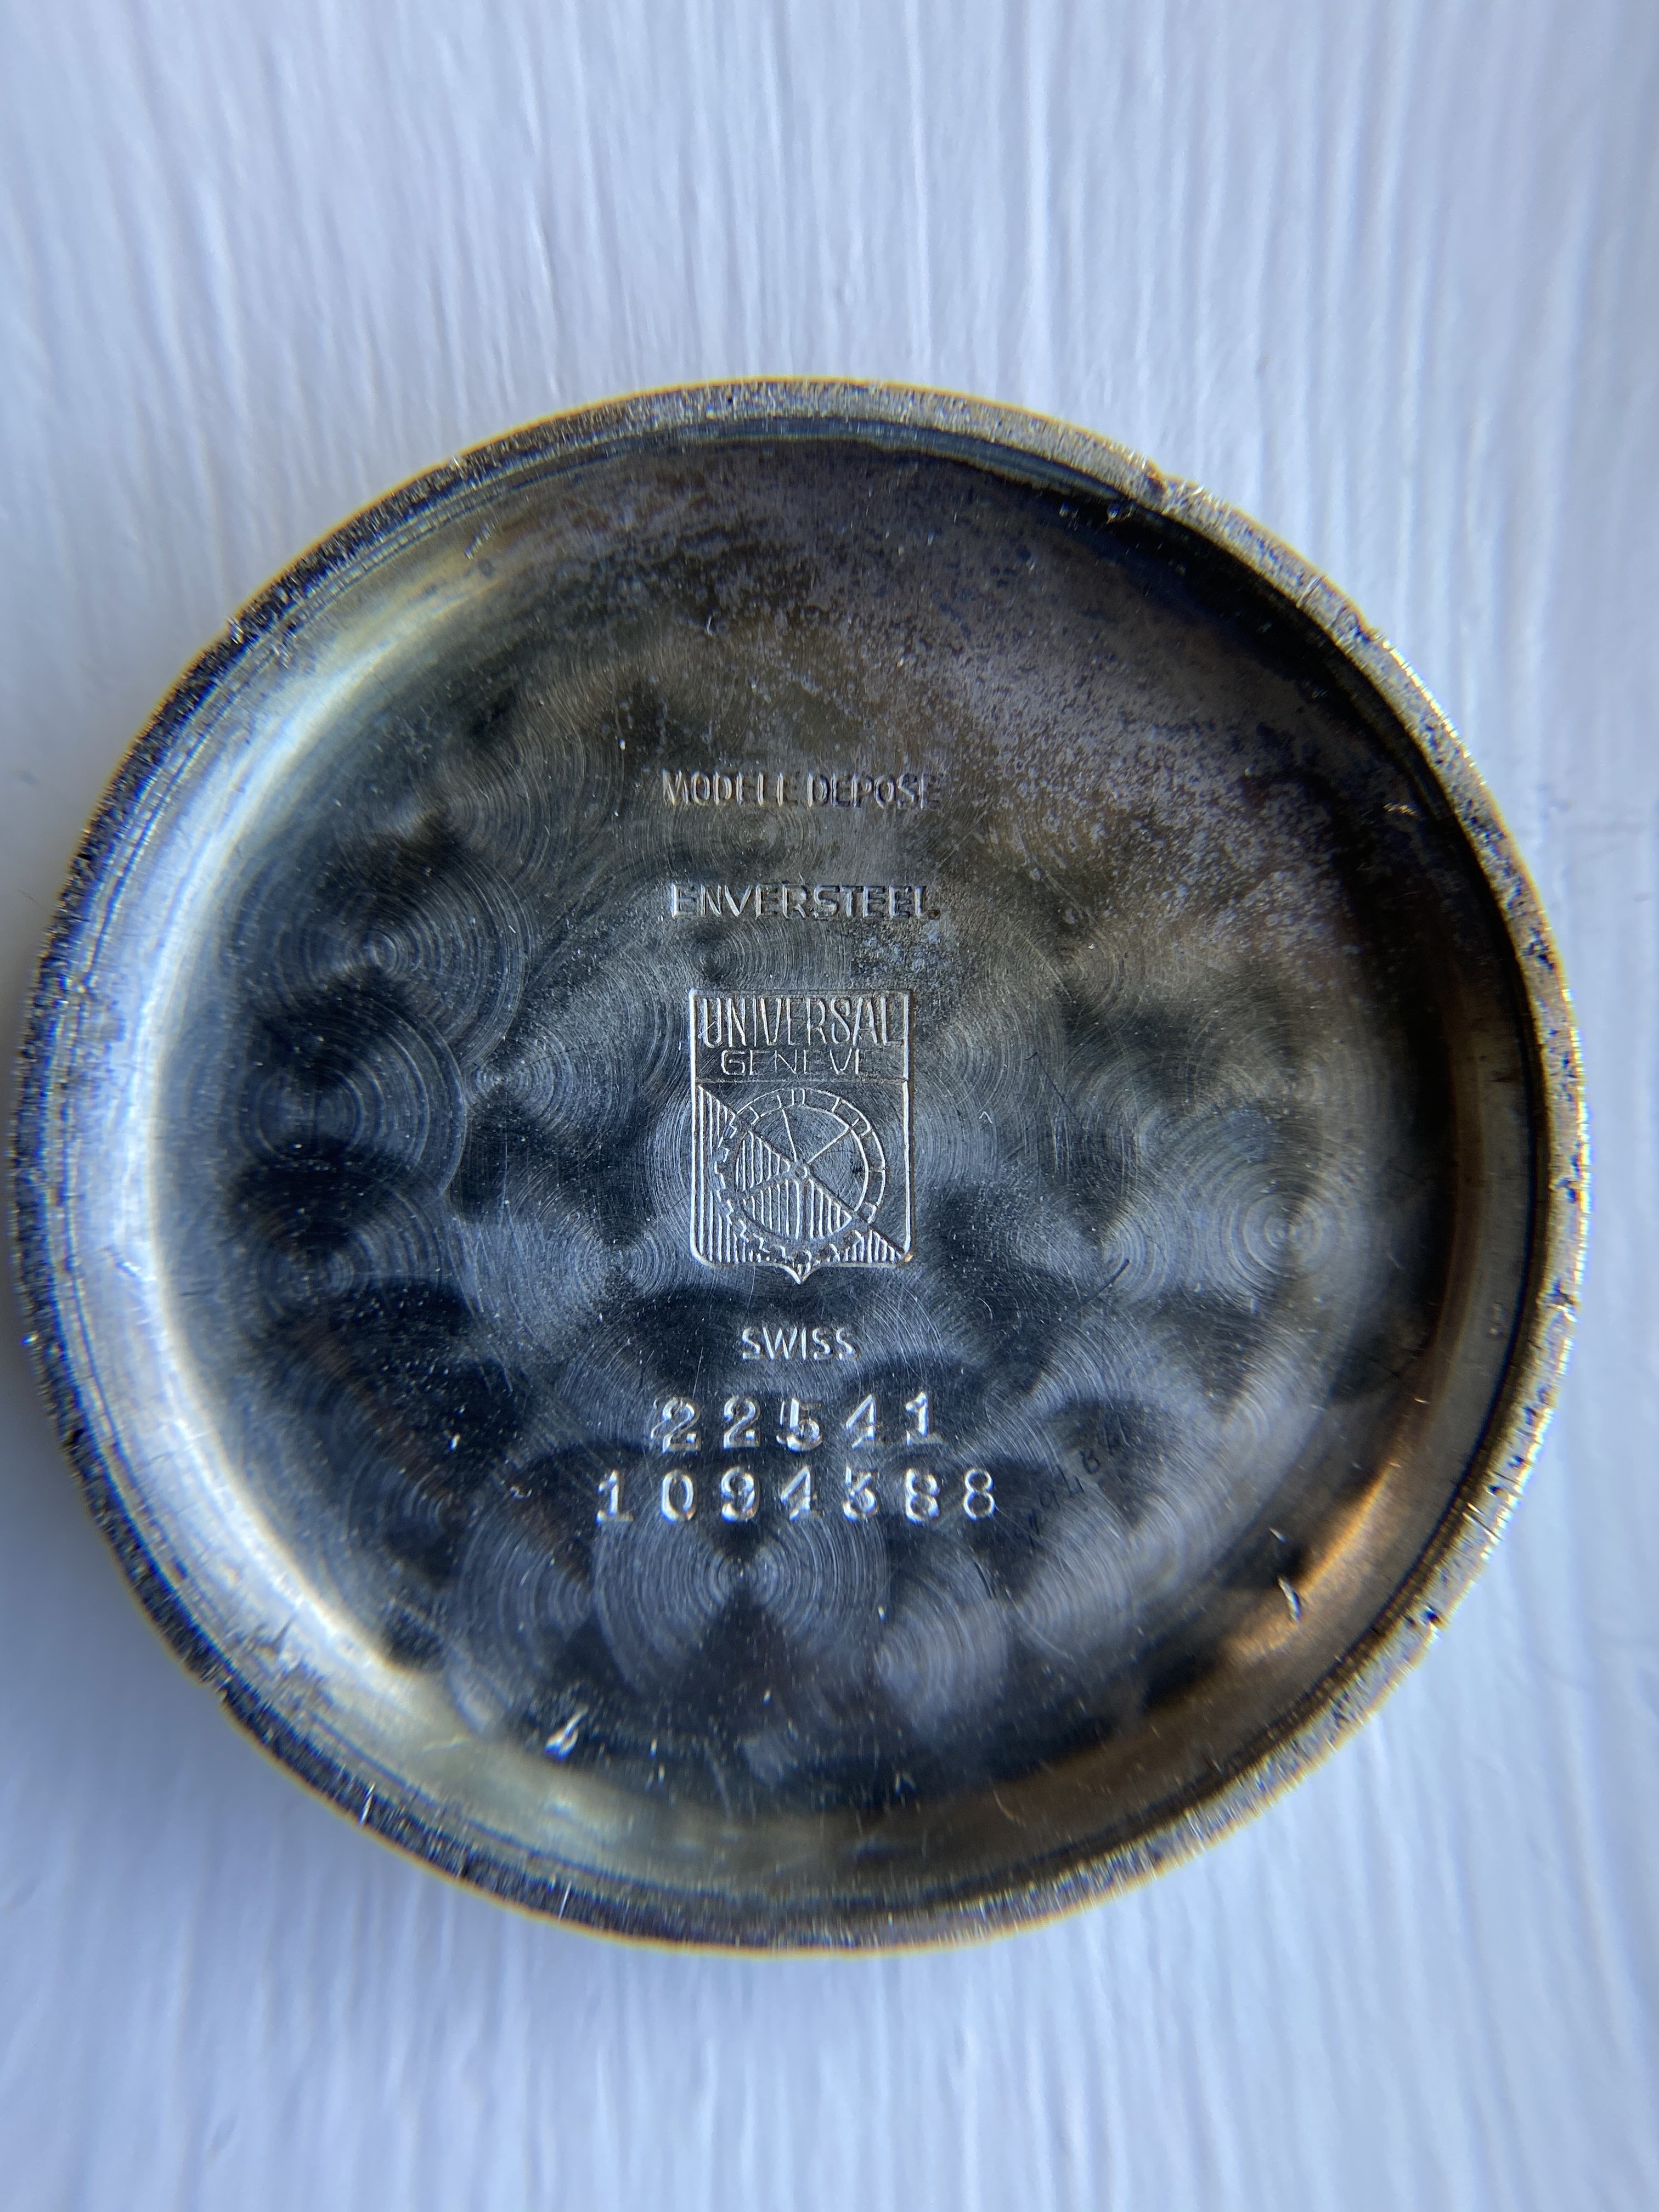 MODELE DEPOSE
ENVERSTEEL
UNIVERSAL
GENEVE
SWISS
22541
1094388